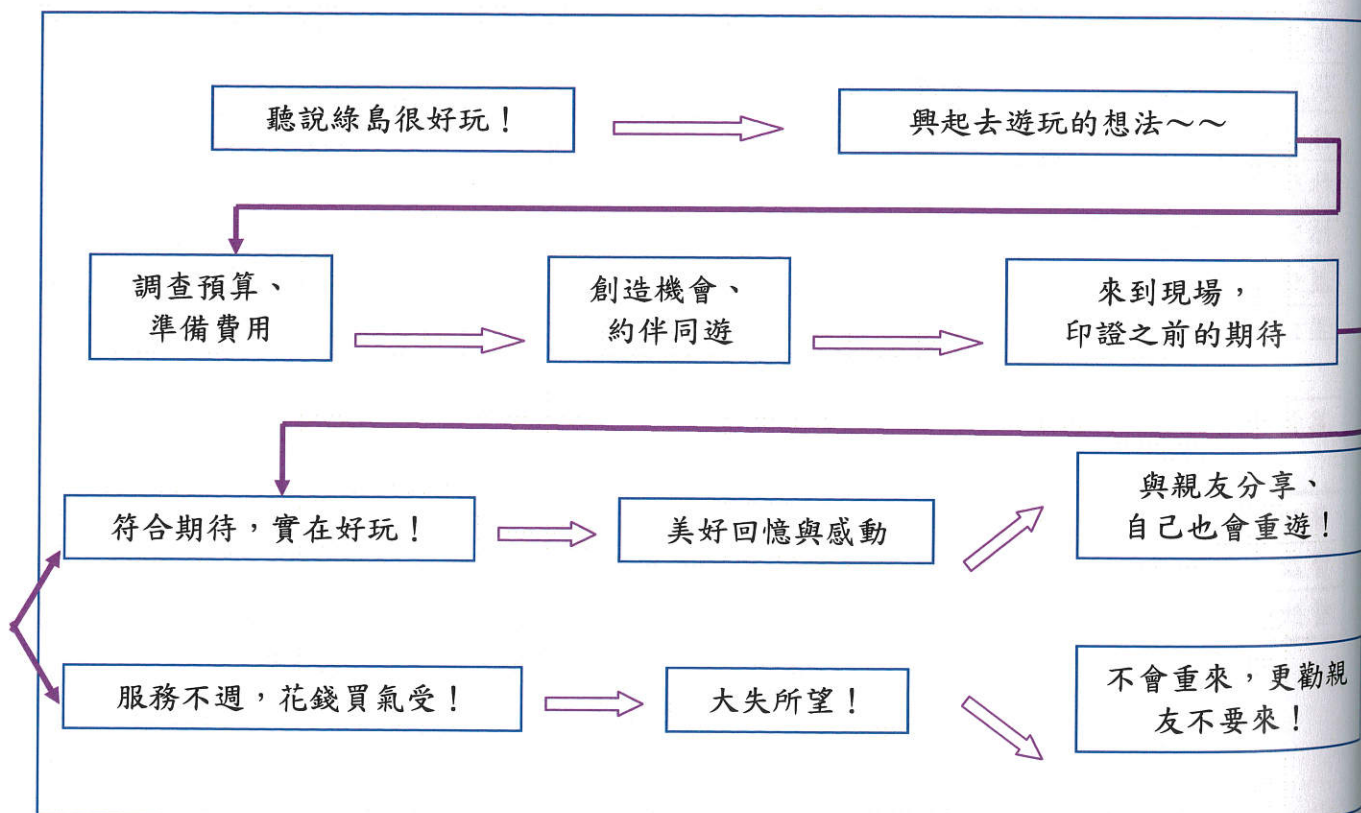 聽說綠島很好玩！
興起去遊玩的想法～～
調查預算、
準備費用
創造機會、
約伴同遊
來到現場，
印證之前的期待
符合期待，實在好玩！
美好回憶與感動
與親友分享、
自己也會重遊！
服務不週，花錢買氣受！
大失所望！
不會重來，更勸親
友不要來！